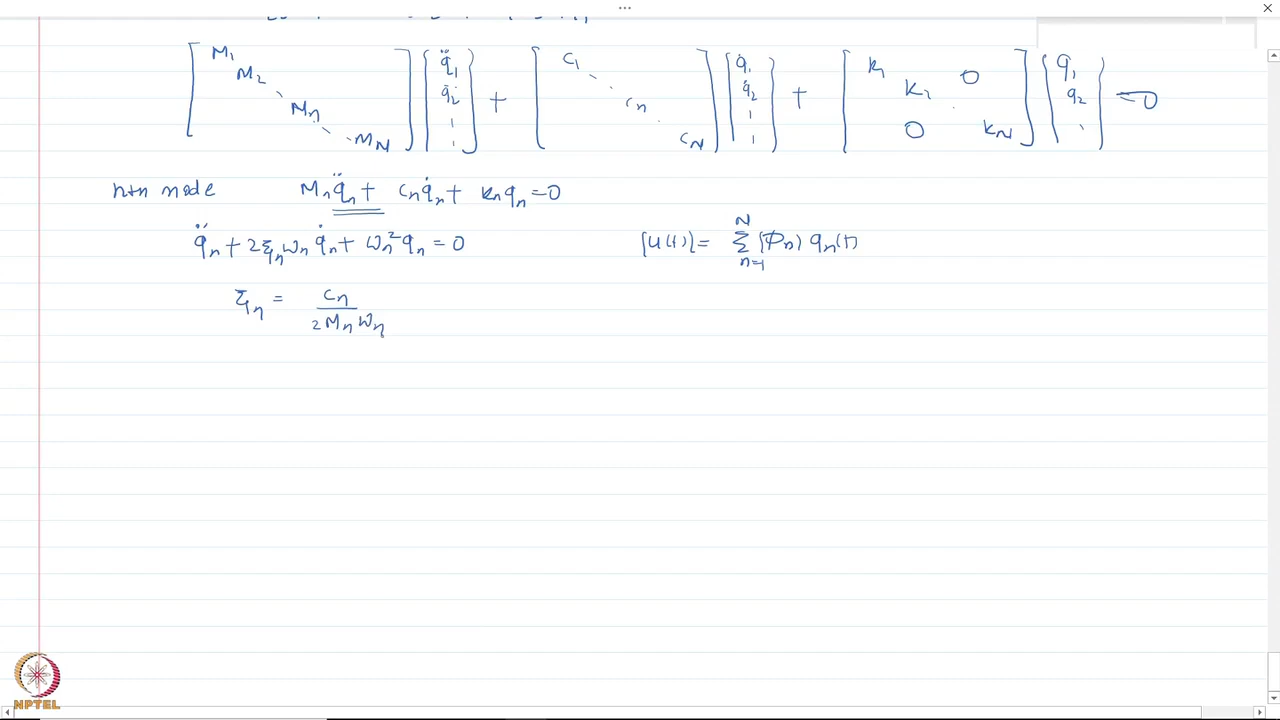 [M₁ M₂ ⋱ Mₙ ⋱ M_N] {q̈₁ q̈₂ ⋮} + [C₁ ⋱ Cₙ ⋱ C_N] {q̇₁ q̇₂ ⋮} + [K₁ K₂ 0 ⋱ 0 K_N] {q₁ q₂ ⋮} = 0
nth mode Mₙq̈ₙ + Cₙq̇ₙ + Kₙqₙ = 0
q̈ₙ + 2ξₙωₙq̇ₙ + ωₙ²qₙ = 0 {u(t)} = Σ_{n=1}^{N} {Φₙ} qₙ(t)
ξₙ = Cₙ / 2Mₙωₙ
NPTEL